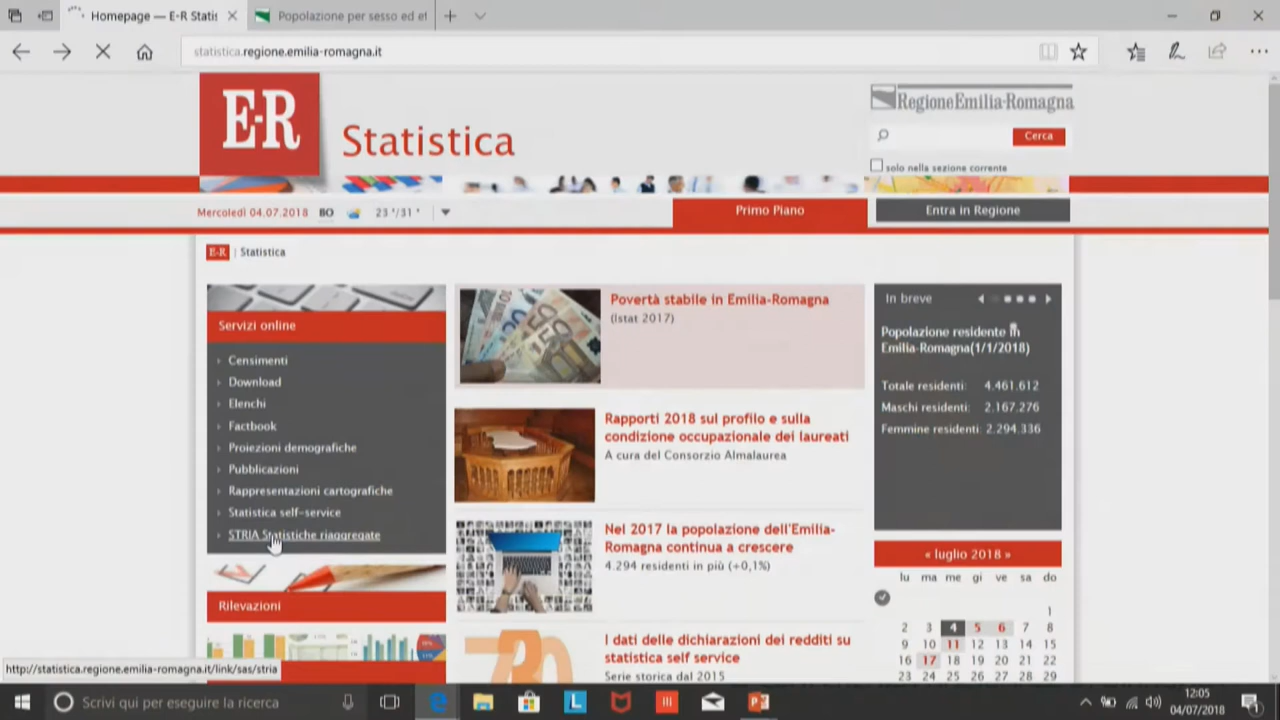 Homepage — E-R Statis
Popolazione per sesso ed et
statistica.regione.emilia-romagna.it
E-R
Statistica
RegioneEmilia-Romagna
Cerca
solo nella sezione corrente
Mercoledì 04.07.2018 BO 23°/31°
Primo Piano
Entra in Regione
E-R | Statistica
Servizi online
Censimenti
Download
Elenchi
Factbook
Proiezioni demografiche
Pubblicazioni
Rappresentazioni cartografiche
Statistica self-service
STRIA Statistiche riaggregate
Rilevazioni
Povertà stabile in Emilia-Romagna
(Istat 2017)
Rapporti 2018 sul profilo e sulla
condizione occupazionale dei laureati
A cura del Consorzio Almalaurea
Nel 2017 la popolazione dell'Emilia-
Romagna continua a crescere
4.294 residenti in più (+0,1%)
I dati delle dichiarazioni dei redditi su
statistica self service
Serie storica dal 2015
730
In breve
Popolazione residente in
Emilia-Romagna(1/1/2018)
Totale residenti: 4.461.612
Maschi residenti: 2.167.276
Femmine residenti: 2.294.336
« luglio 2018 »
lu ma me gi ve sa do
1
2 3 4 5 6 7 8
9 10 11 12 13 14 15
16 17 18 19 20 21 22
23 24 25 26 27 28 29
http://statistica.regione.emilia-romagna.it/link/sas/stria
Scrivi qui per eseguire la ricerca
12:05
04/07/2018